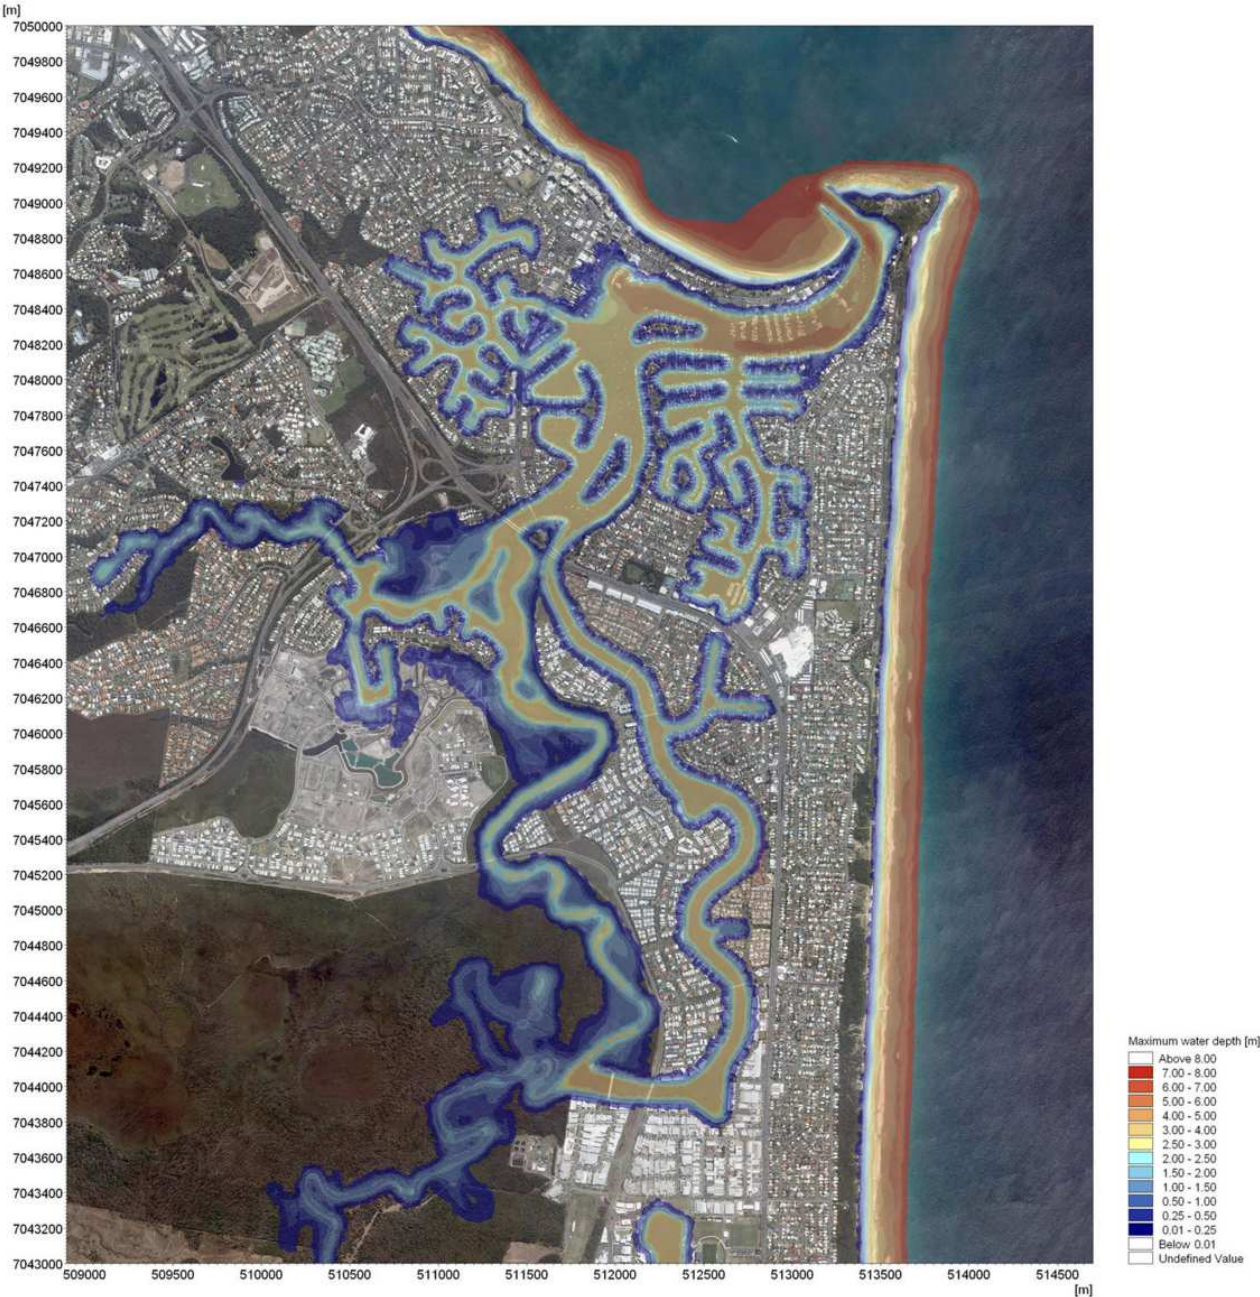 [m]
7050000
7049800
7049600
7049400
7049200
7049000
7048800
7048600
7048400
7048200
7048000
7047800
7047600
7047400
7047200
7047000
7046800
7046600
7046400
7046200
7046000
7045800
7045600
7045400
7045200
7045000
7044800
7044600
7044400
7044200
7044000
7043800
7043600
7043400
7043200
7043000
509000 509500 510000 510500 511000 511500 512000 512500 513000 513500 514000 514500
[m]
Maximum water depth [m]
Above 8.00
7.00 - 8.00
6.00 - 7.00
5.00 - 6.00
4.00 - 5.00
3.00 - 4.00
2.50 - 3.00
2.00 - 2.50
1.50 - 2.00
1.00 - 1.50
0.50 - 1.00
0.25 - 0.50
0.01 - 0.25
Below 0.01
Undefined Value